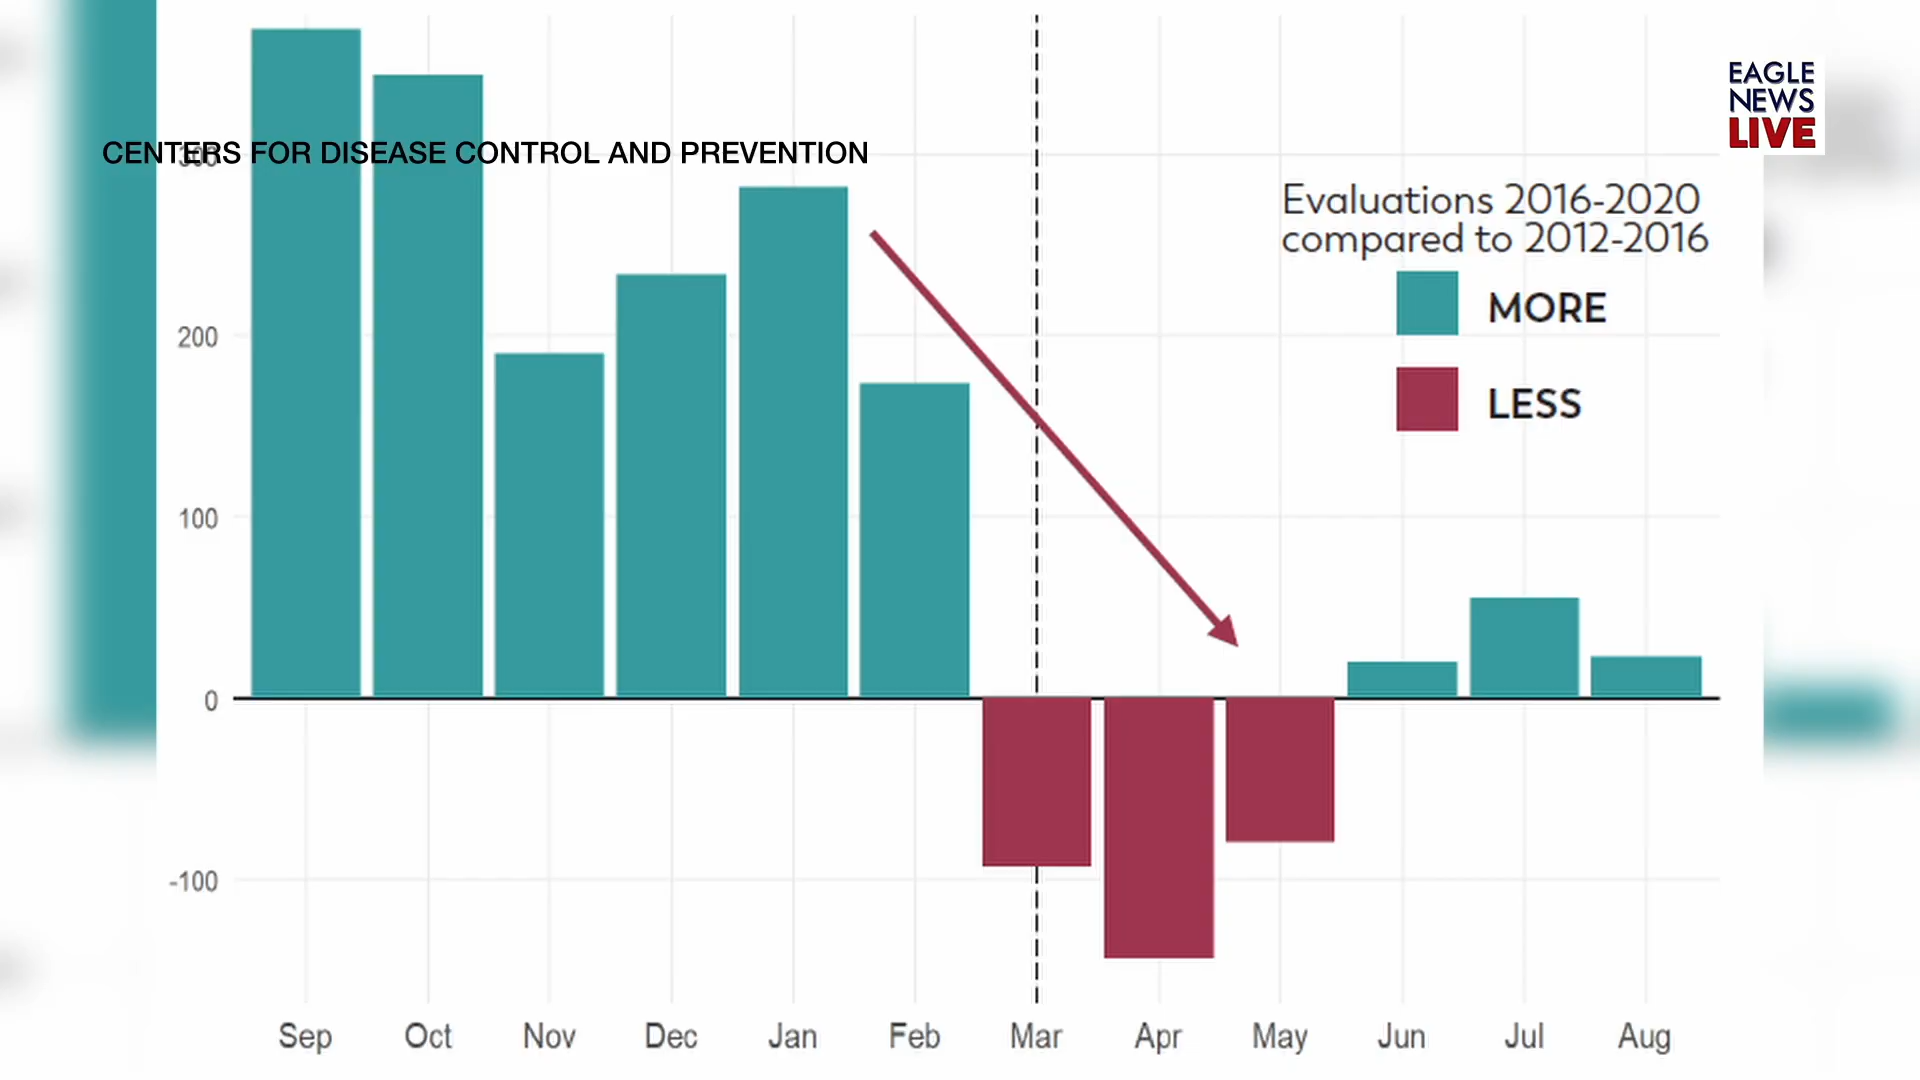 CENTERS FOR DISEASE CONTROL AND PREVENTION
EAGLE
NEWS
LIVE
Evaluations 2016-2020
compared to 2012-2016
MORE
LESS
300
200
100
0
-100
Sep Oct Nov Dec Jan Feb Mar Apr May Jun Jul Aug